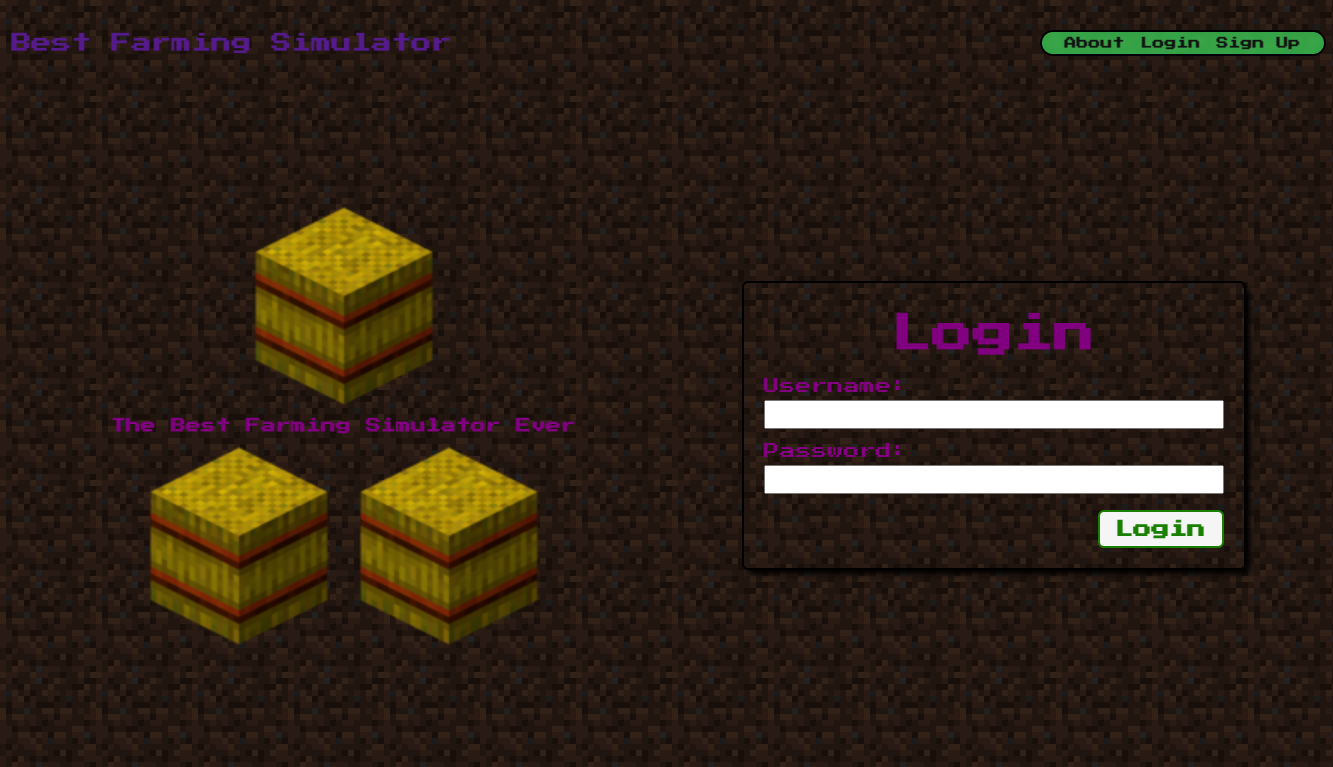 Best Farming Simulator
About Login Sign Up
The Best Farming Simulator Ever
Login
Username:
Password:
Login